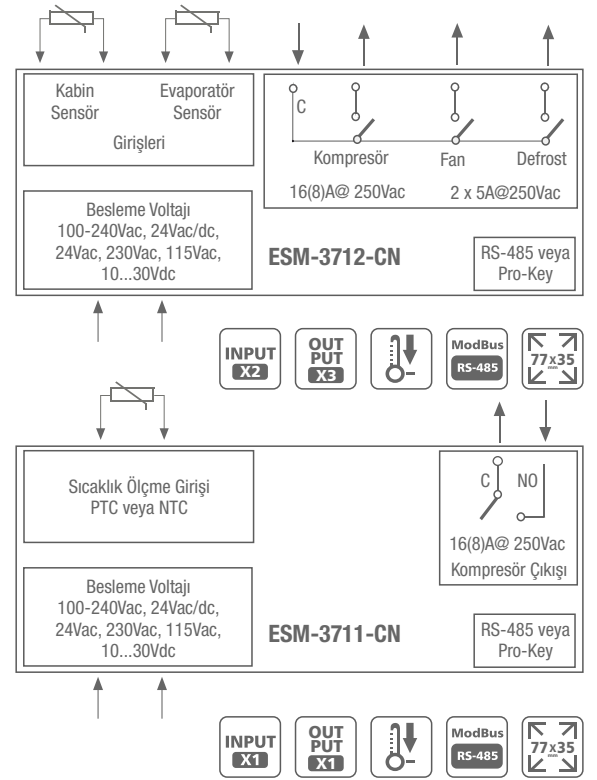 Kabin
Sensör
Evaporatör
Sensör
Girişleri
C
Kompresör
Fan
Defrost
16(8)A@ 250Vac
2 x 5A@250Vac
Besleme Voltajı
100-240Vac, 24Vac/dc,
24Vac, 230Vac, 115Vac,
10...30Vdc
ESM-3712-CN
RS-485 veya
Pro-Key
INPUT
X2
OUT
PUT
X3
ModBus
RS-485
77x35
mm
Sıcaklık Ölçme Girişi
PTC veya NTC
C
NO
16(8)A@ 250Vac
Kompresör Çıkışı
Besleme Voltajı
100-240Vac, 24Vac/dc,
24Vac, 230Vac, 115Vac,
10...30Vdc
ESM-3711-CN
RS-485 veya
Pro-Key
INPUT
X1
OUT
PUT
X1
ModBus
RS-485
77x35
mm